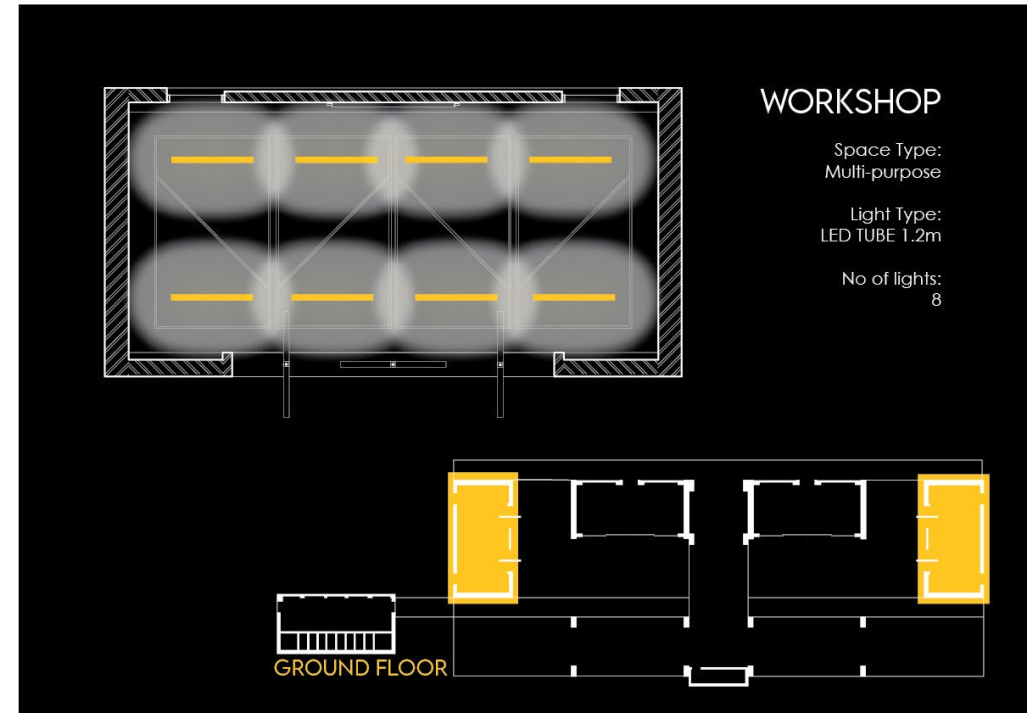 WORKSHOP
Space Type:
Multi-purpose
Light Type:
LED TUBE 1.2m
No of lights:
8
GROUND FLOOR